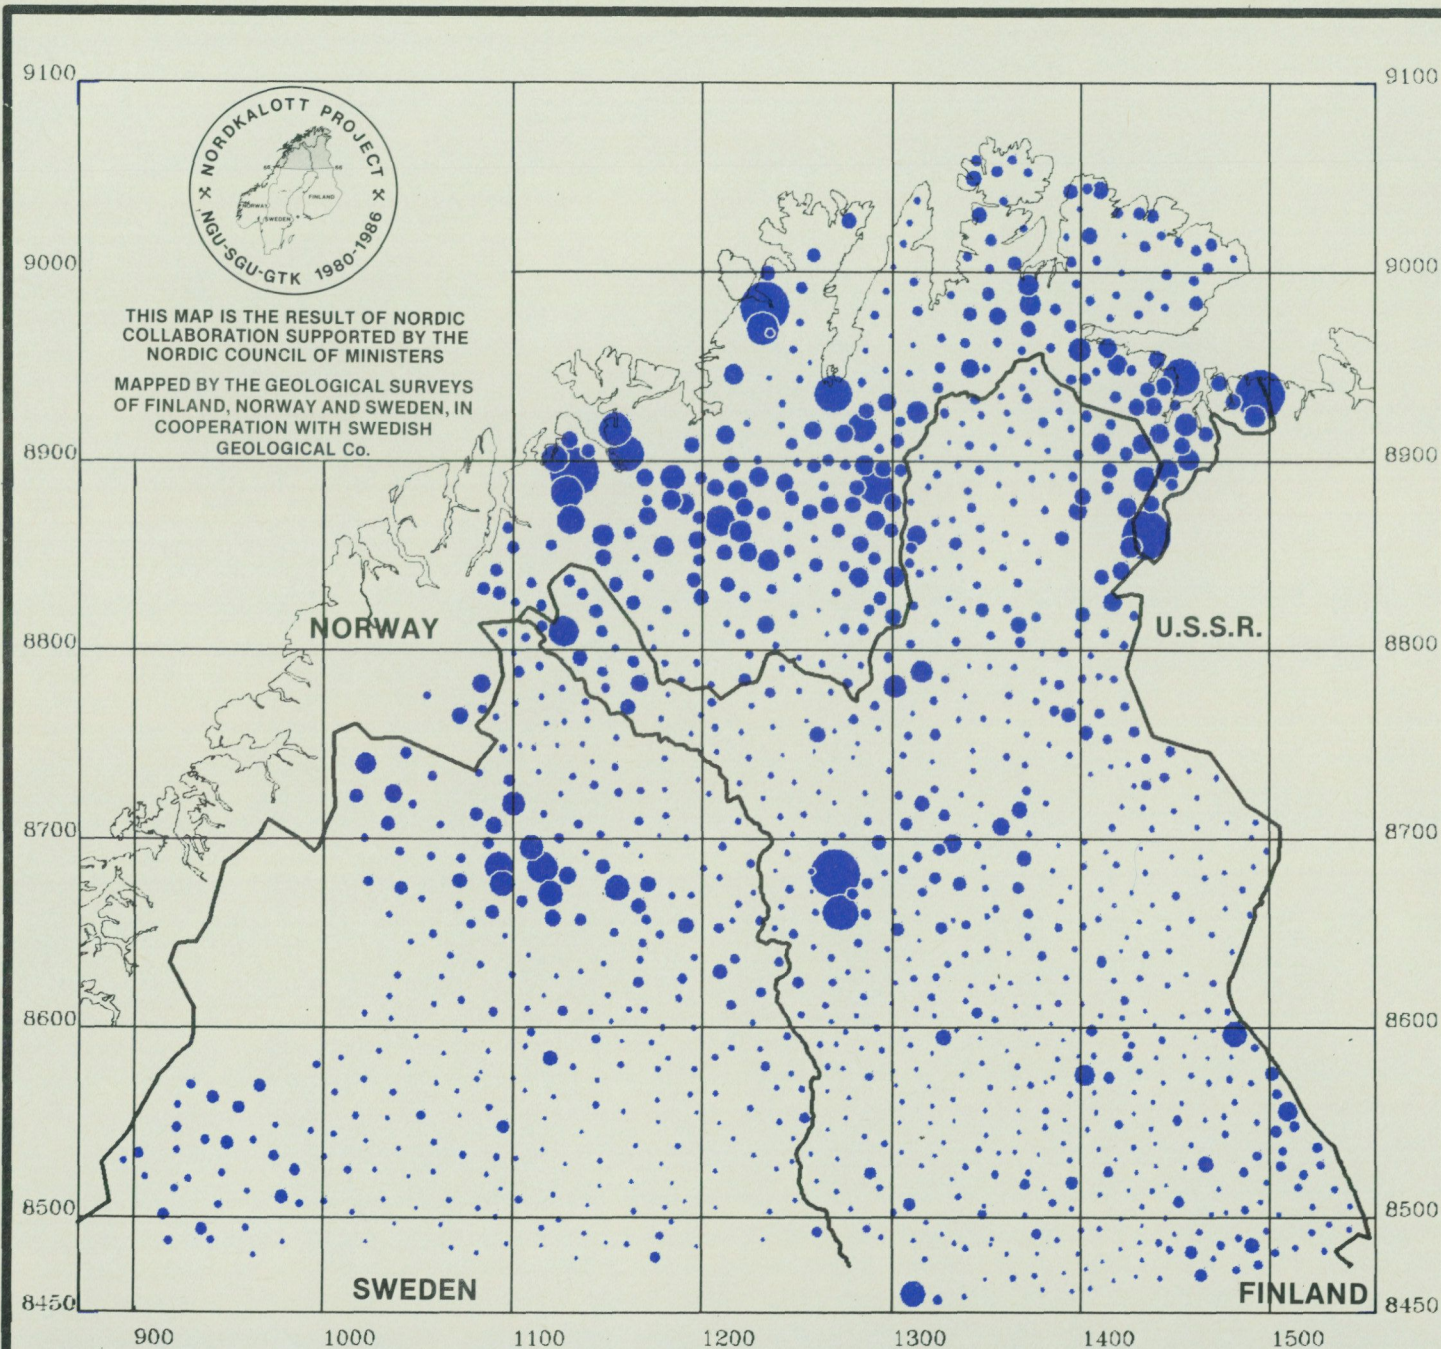 9100
9100
NORDKALOTT PROJECT
NORWAY
SWEDEN
FINLAND
NGU-SGU-GTK 1980-1986
9000
9000
THIS MAP IS THE RESULT OF NORDIC
COLLABORATION SUPPORTED BY THE
NORDIC COUNCIL OF MINISTERS
MAPPED BY THE GEOLOGICAL SURVEYS
OF FINLAND, NORWAY AND SWEDEN, IN
COOPERATION WITH SWEDISH
GEOLOGICAL Co.
8900
8900
NORWAY
U.S.S.R.
8800
8800
8700
8700
8600
8600
8500
8500
SWEDEN
FINLAND
8450
8450
900
1000
1100
1200
1300
1400
1500